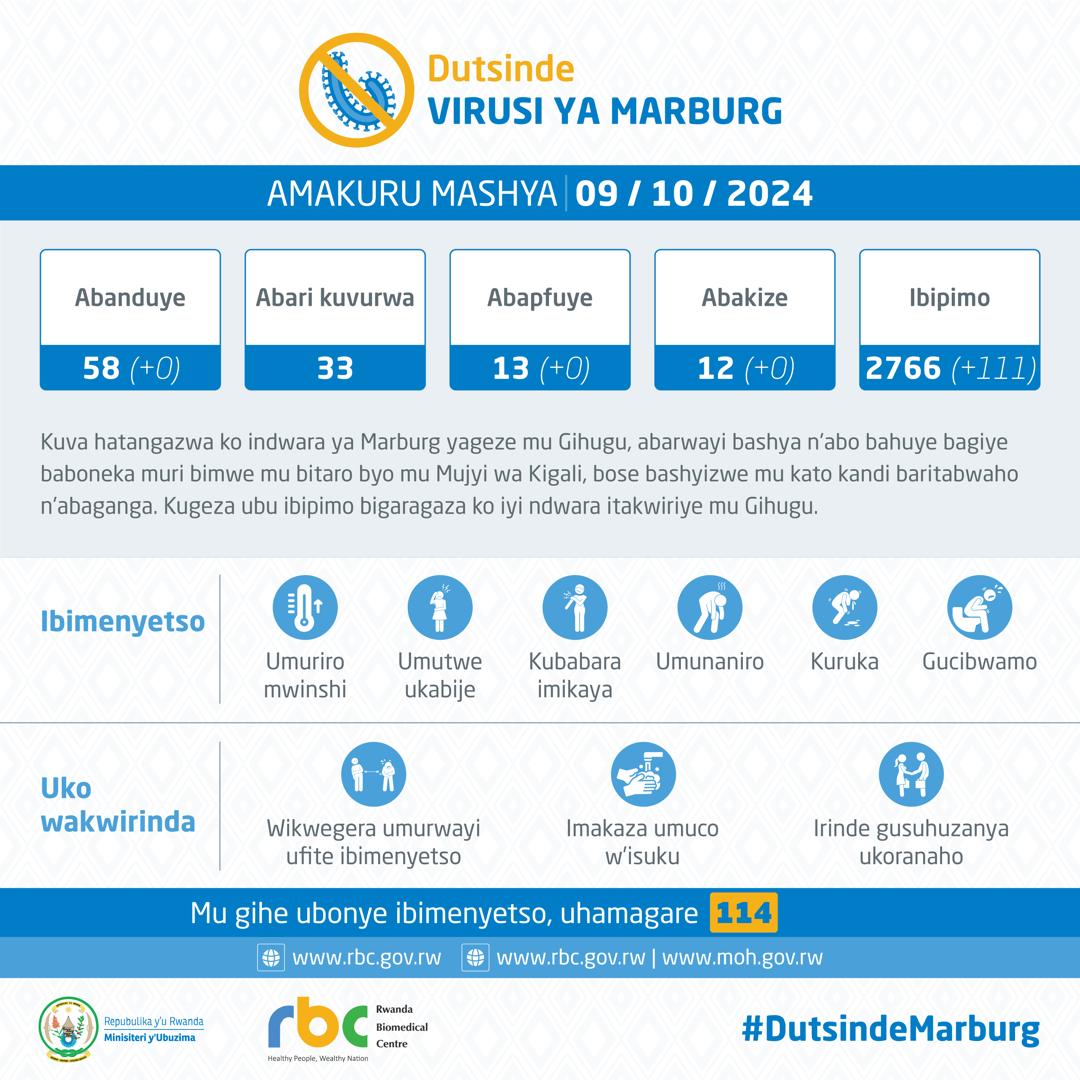 Dutsinde
VIRUSI YA MARBURG
AMAKURU MASHYA | 09 / 10 / 2024
Abanduye
58 (+0)
Abari kuvurwa
33
Abapfuye
13 (+0)
Abakize
12 (+0)
Ibipimo
2766 (+111)
Kuva hatangazwa ko indwara ya Marburg yageze mu Gihugu, abarwayi bashya n'abo bahuye bagiye
baboneka muri bimwe mu bitaro byo mu Mujyi wa Kigali, bose bashyizwe mu kato kandi baritabwaho
n'abaganga. Kugeza ubu ibipimo bigaragaza ko iyi ndwara itakwiriye mu Gihugu.
Ibimenyetso
Umuriro
mwinshi
Umutwe
ukabije
Kubabara
imikaya
Umunaniro
Kuruka
Gucibwamo
Uko
wakwirinda
Wikwegera umurwayi
ufite ibimenyetso
Imakaza umuco
w'isuku
Irinde gusuhuzanya
ukoranaho
Mu gihe ubonye ibimenyetso, uhamagare 114
www.rbc.gov.rw www.rbc.gov.rw | www.moh.gov.rw
Repubulika y'u Rwanda
Minisiteri y'Ubuzima
rbc
Rwanda
Biomedical
Centre
Healthy People, Wealthy Nation
#DutsindeMarburg